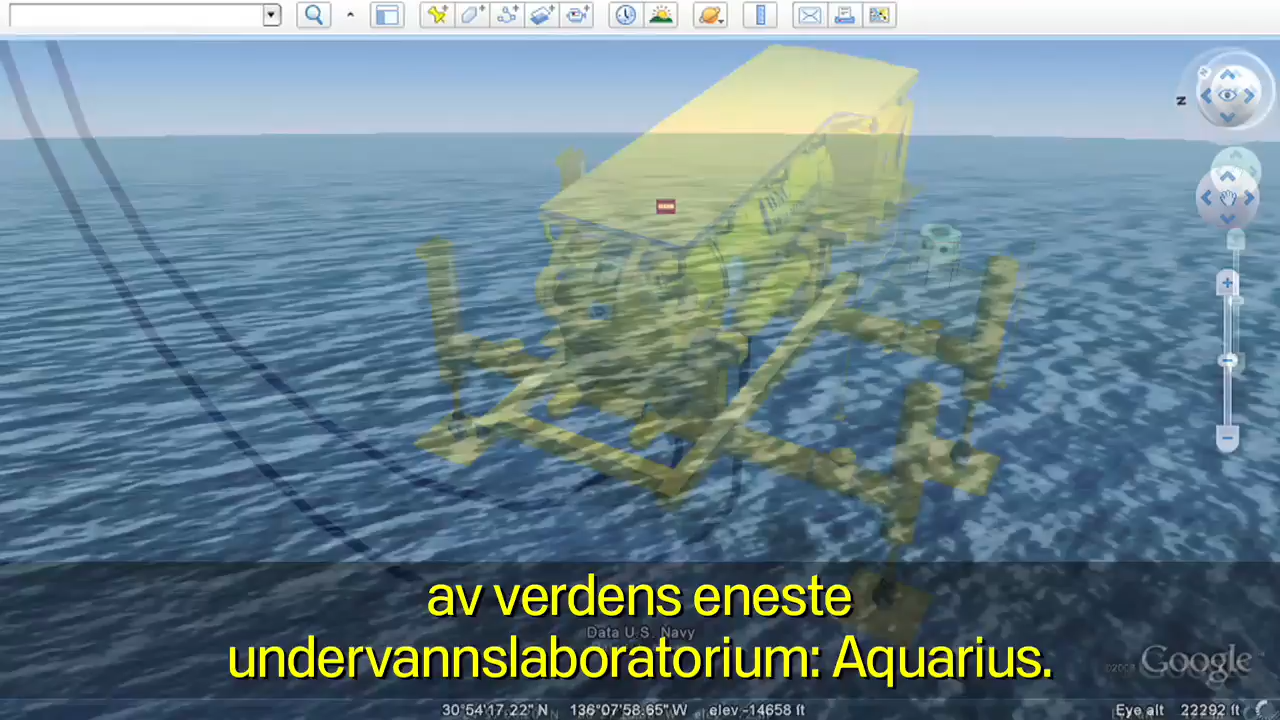 av verdens eneste
Data U.S. Navy
undervannslaboratorium: Aquarius.
Google
30°54'17.22" N 136°07'58.65" W elev -14658 ft
Eye alt 22292 ft